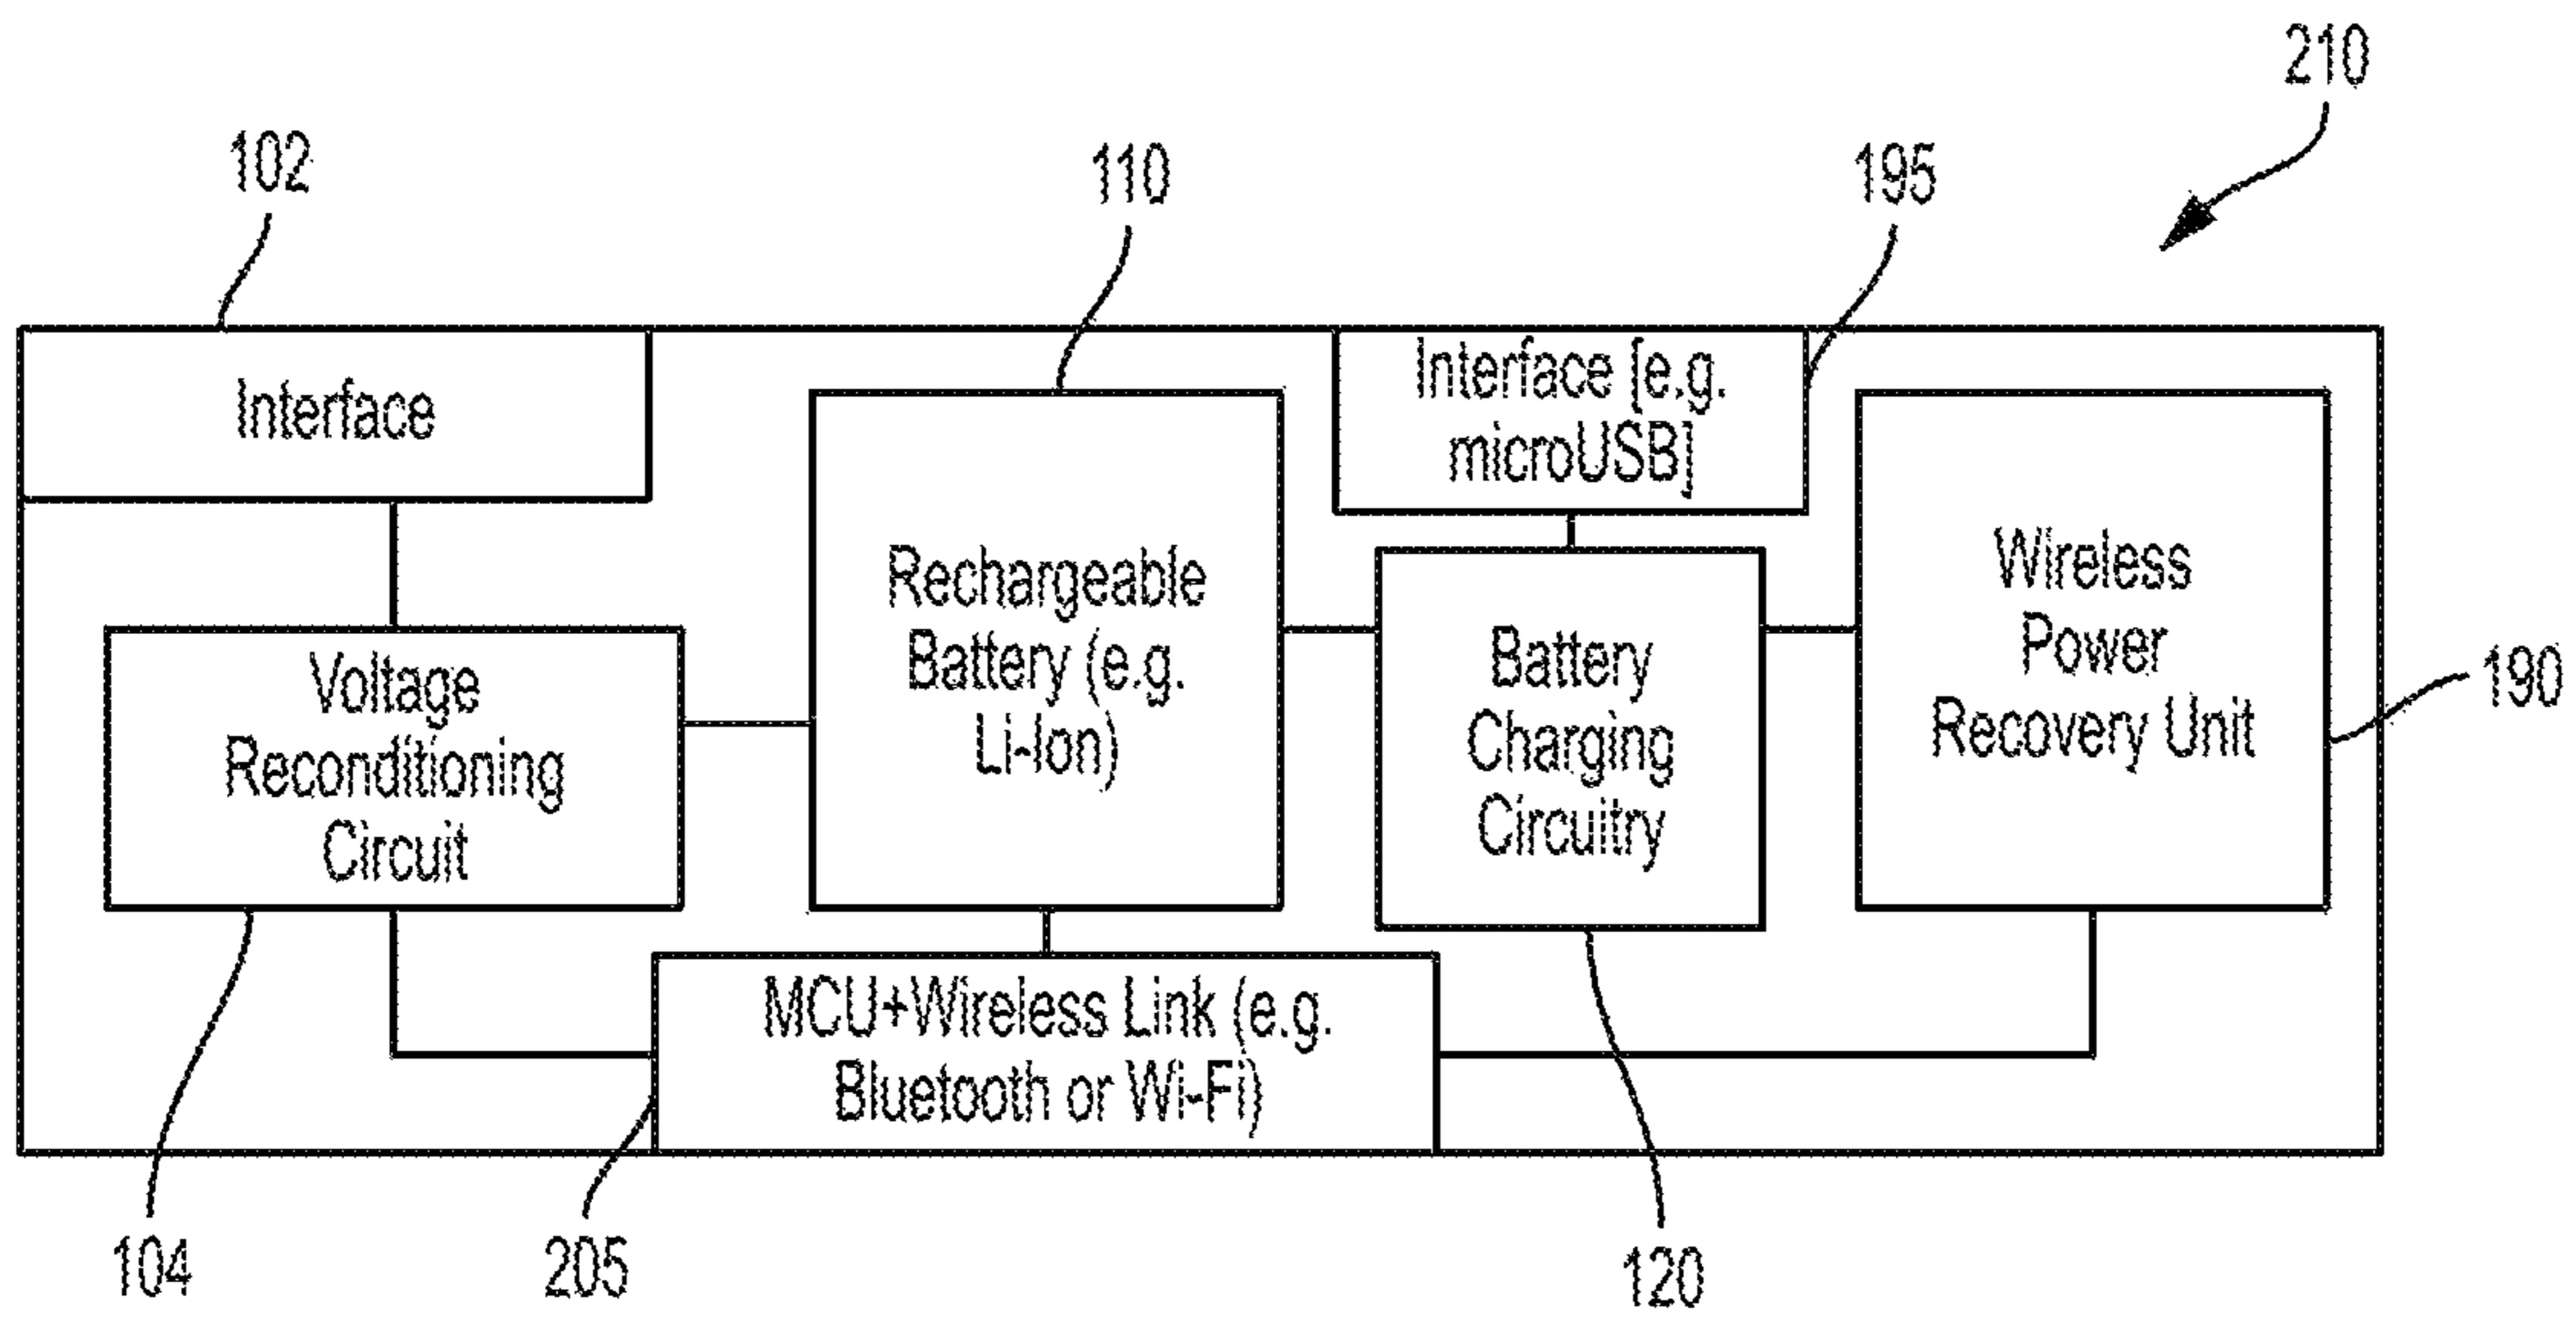 210
102
110
195
Interface
Interface [e.g.
microUSB]
Rechargeable
Battery (e.g.
Li-Ion)
Wireless
Power
Recovery Unit
Voltage
Reconditioning
Circuit
Battery
Charging
Circuitry
190
MCU+Wireless Link (e.g.
Bluetooth or Wi-Fi)
104
205
120